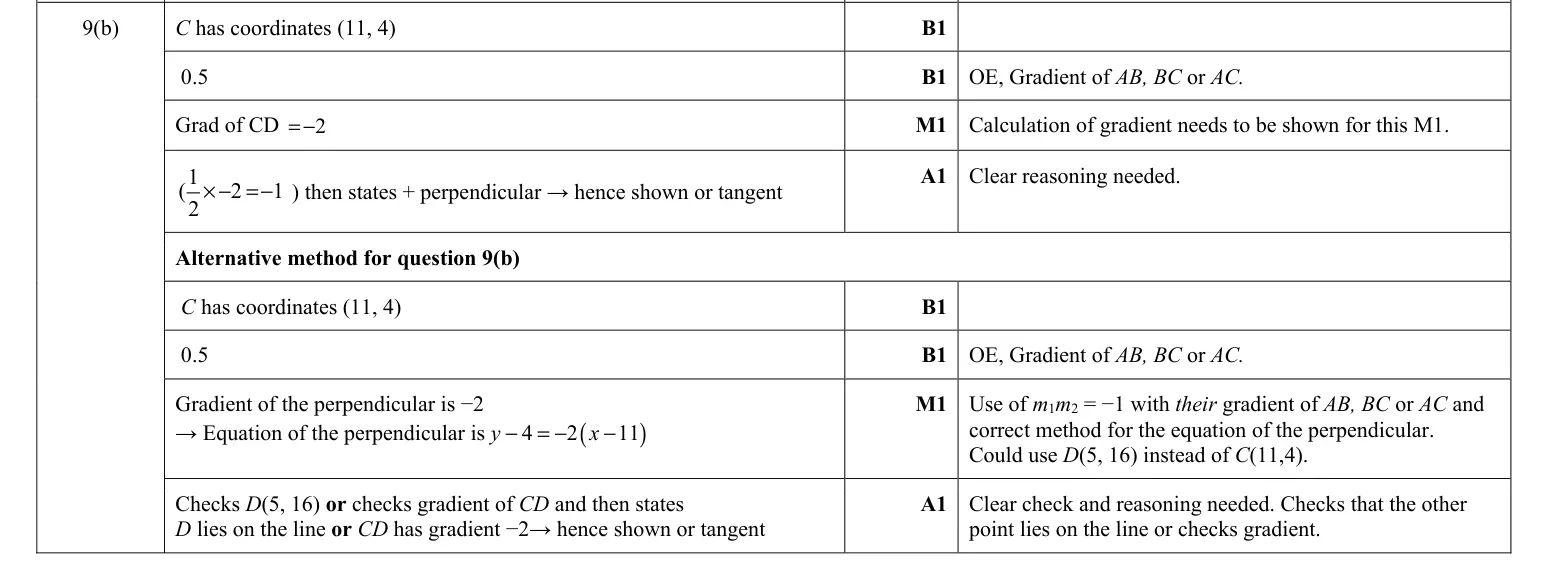 9(b) C has coordinates (11, 4) B1
0.5 B1 OE, Gradient of AB, BC or AC.
Grad of CD =−2 M1 Calculation of gradient needs to be shown for this M1.
(1/2×−2=−1 ) then states + perpendicular → hence shown or tangent A1 Clear reasoning needed.
Alternative method for question 9(b)
C has coordinates (11, 4) B1
0.5 B1 OE, Gradient of AB, BC or AC.
Gradient of the perpendicular is −2
→ Equation of the perpendicular is y−4=−2(x−11)
M1
Use of m₁m₂ = −1 with their gradient of AB, BC or AC and
correct method for the equation of the perpendicular.
Could use D(5, 16) instead of C(11,4).
Checks D(5, 16) or checks gradient of CD and then states
D lies on the line or CD has gradient −2→ hence shown or tangent
A1
Clear check and reasoning needed. Checks that the other
point lies on the line or checks gradient.